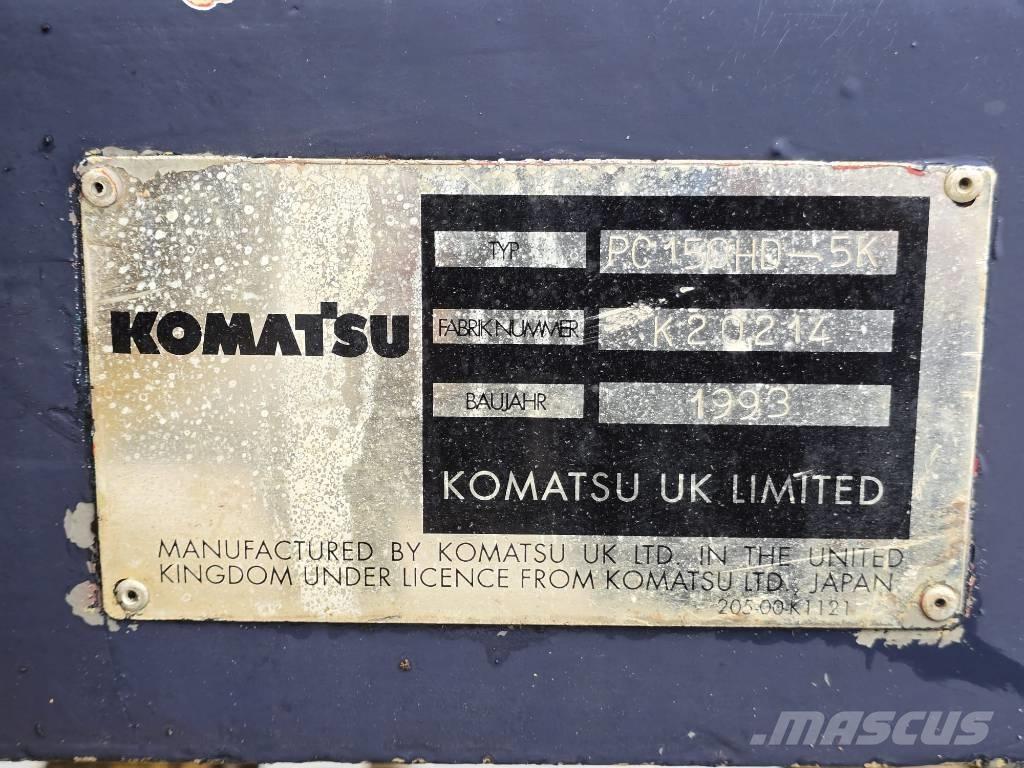 KOMATSU
TYP PC150HD-5K
FABRIKNUMMER K20214
BAUJAHR 1993
KOMATSU UK LIMITED
MANUFACTURED BY KOMATSU UK LTD. IN THE UNITED
KINGDOM UNDER LICENCE FROM KOMATSU LTD., JAPAN
205-00-K1121
MASCUS